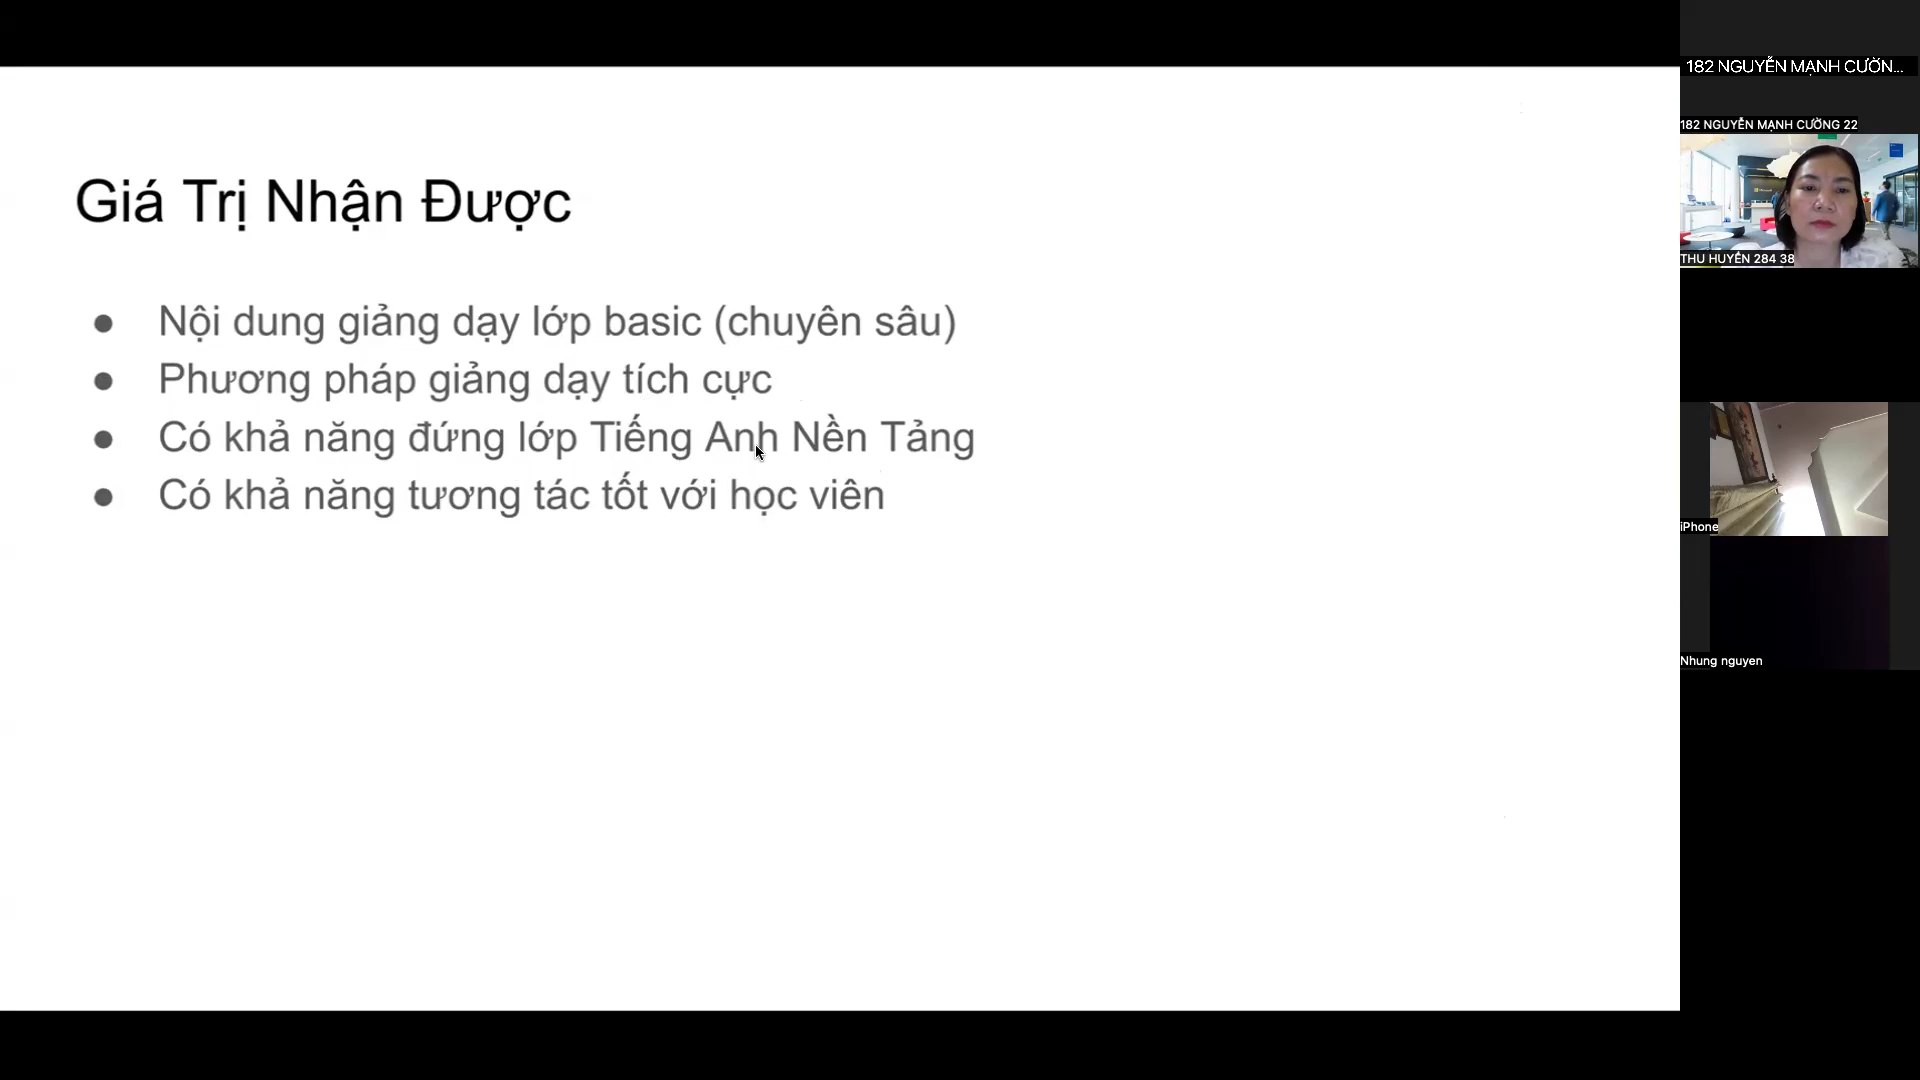 Giá Trị Nhận Được
● Nội dung giảng dạy lớp basic (chuyên sâu)
● Phương pháp giảng dạy tích cực
● Có khả năng đứng lớp Tiếng Anh Nền Tảng
● Có khả năng tương tác tốt với học viên
182 NGUYỄN MẠNH CƯỜN...
182 NGUYỄN MẠNH CƯỜNG 22
THU HUYỀN 284 38
iPhone
Nhung nguyen